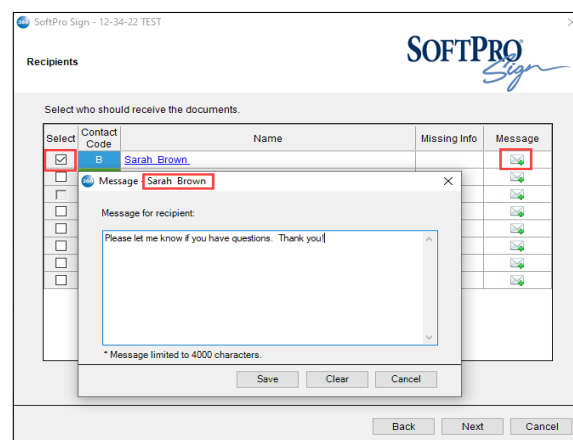 360 SoftPro Sign - 12-34-22 TEST
Recipients
SOFTPRO
Sign
Select who should receive the documents.
Select Contact Code Name Missing Info Message
B Sarah Brown
360 Message - Sarah Brown
Message for recipient:
Please let me know if you have questions. Thank you!
* Message limited to 4000 characters.
Save Clear Cancel
Back Next Cancel